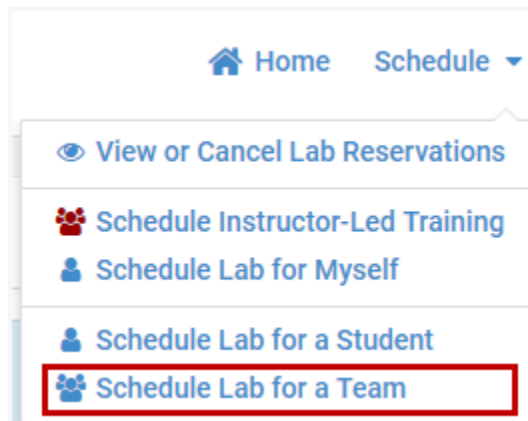 Home Schedule
View or Cancel Lab Reservations
Schedule Instructor-Led Training
Schedule Lab for Myself
Schedule Lab for a Student
Schedule Lab for a Team